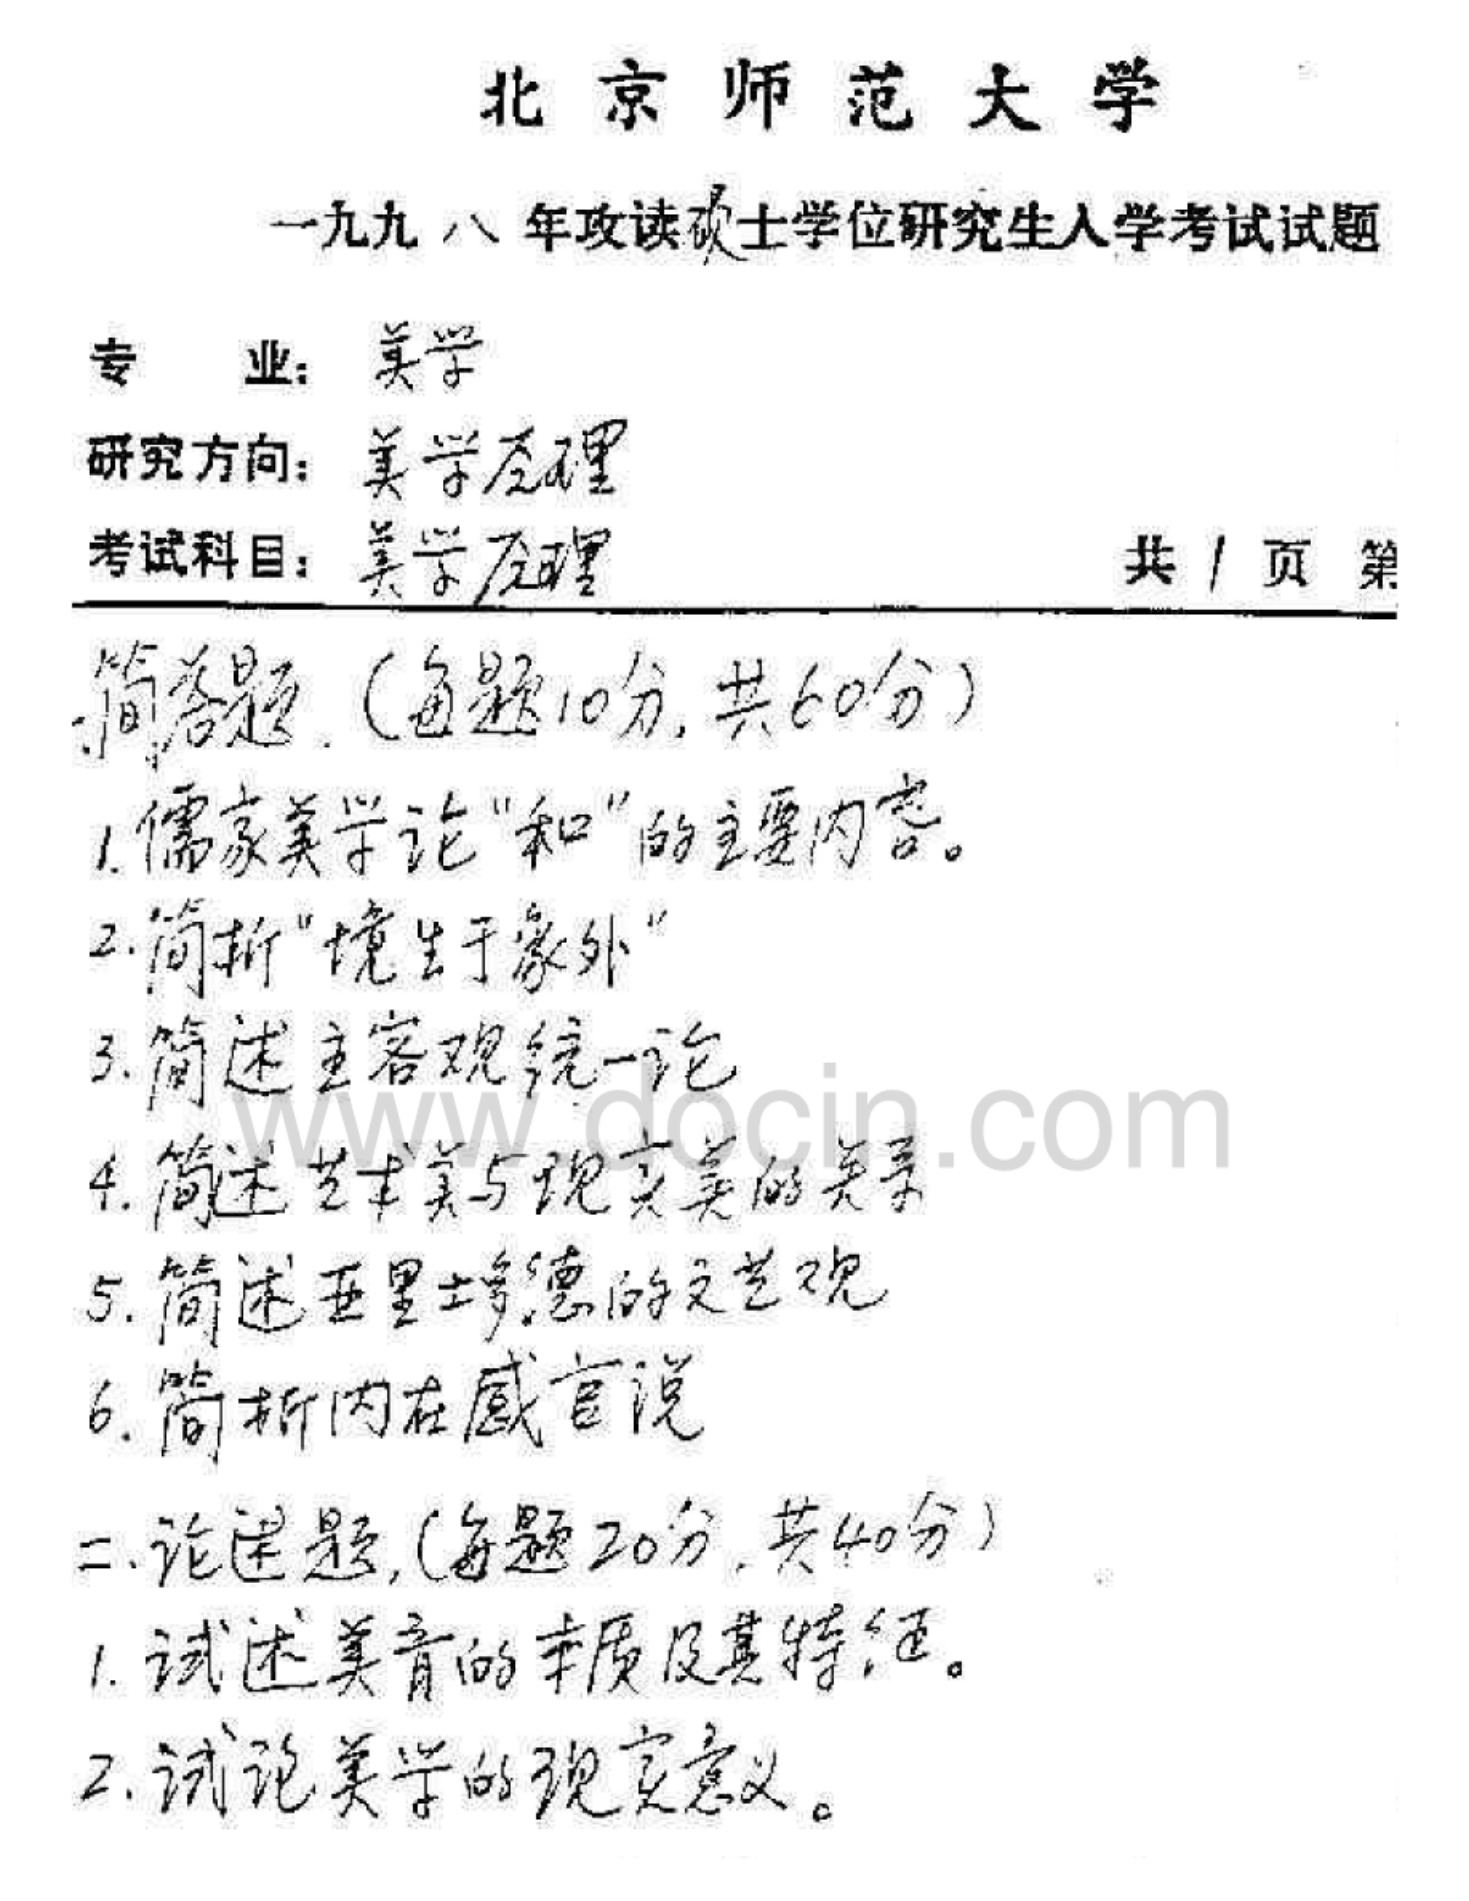 北京师范大学
一九九八年攻读硕士学位研究生入学考试试题
专 业: 美学
研究方向: 美学原理
考试科目: 美学原理 共1页 第
简答题.(每题10分,共60分)
1.儒家美学论"和"的主要内容。
2.简析"境生于象外"
3.简述主客观统一论
www.docin.com
4.简述艺术美与现实美的关系
5.简述亚里士多德的文艺观
6.简析内在感官说
二.论述题.(每题20分,共40分)
1.试述美育的本质及其特征。
2.试论美学的现实意义。